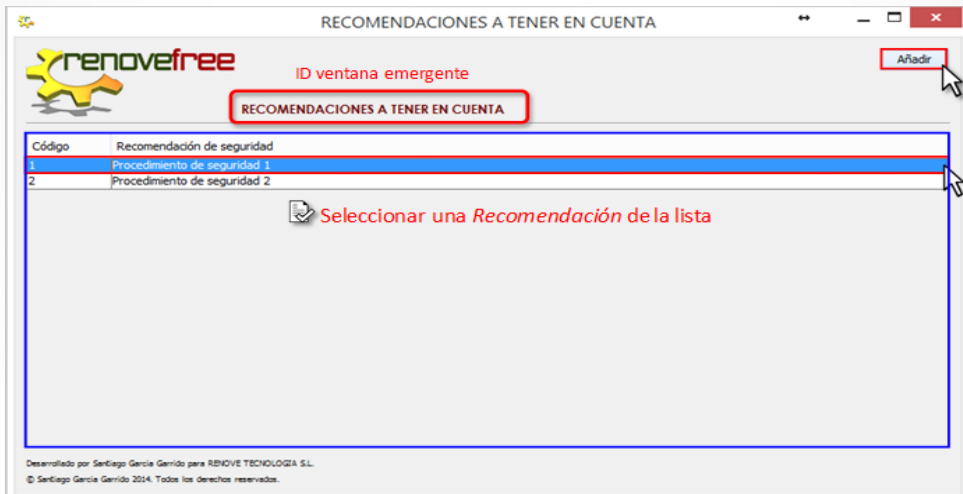 RECOMENDACIONES A TENER EN CUENTA
renovefree
Añadir
ID ventana emergente
RECOMENDACIONES A TENER EN CUENTA
Código Recomendación de seguridad
1 Procedimiento de seguridad 1
2 Procedimiento de seguridad 2
Seleccionar una Recomendación de la lista
Desarrollado por Santiago Garcia Garrido para RENOVE TECNOLOGIA S.L.
© Santiago Garcia Garrido 2014. Todos los derechos reservados.